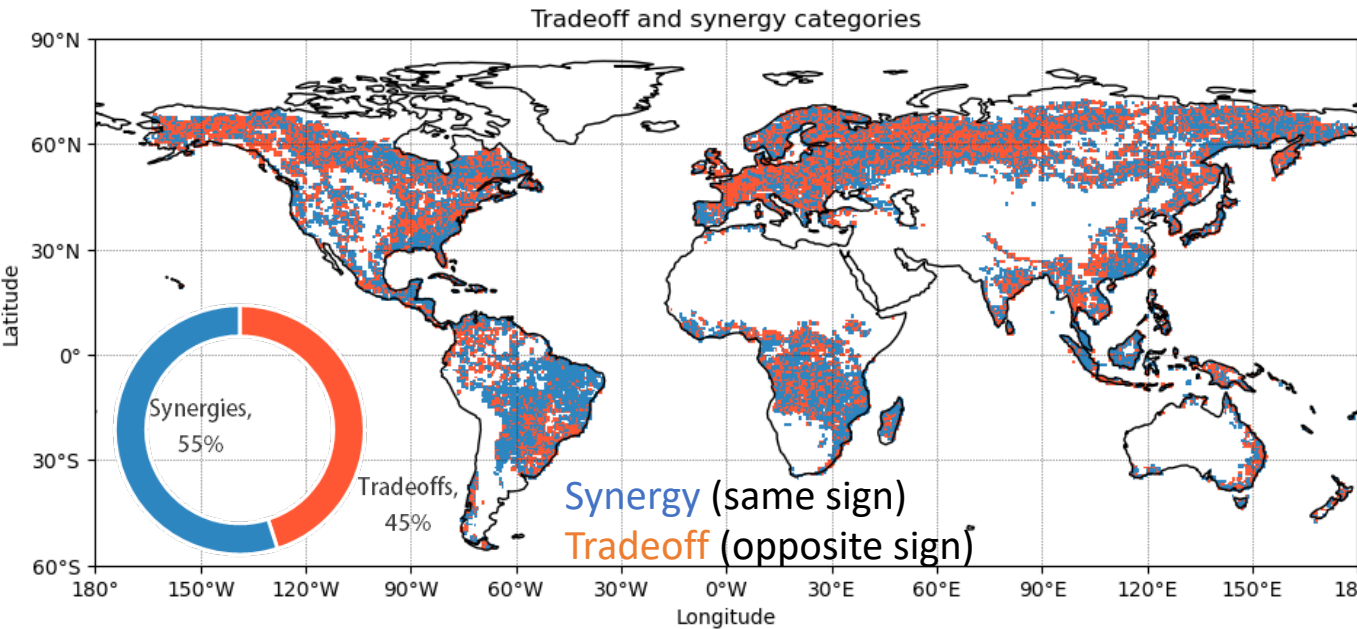 Tradeoff and synergy categories
90°N
60°N
30°N
0°
30°S
60°S
Latitude
Synergies,
55%
Tradeoffs,
45%
Synergy (same sign)
Tradeoff (opposite sign)
180° 150°W 120°W 90°W 60°W 30°W 0°W 30°E 60°E 90°E 120°E 150°E 18
Longitude